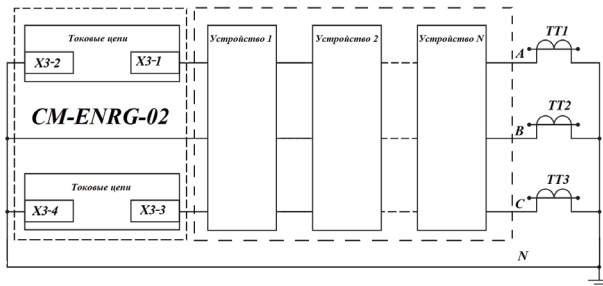 Токовые цепи
X3-2
X3-1
Устройство 1
Устройство 2
Устройство N
A
TT1
CM-ENRG-02
B
TT2
Токовые цепи
X3-4
X3-3
C
TT3
N